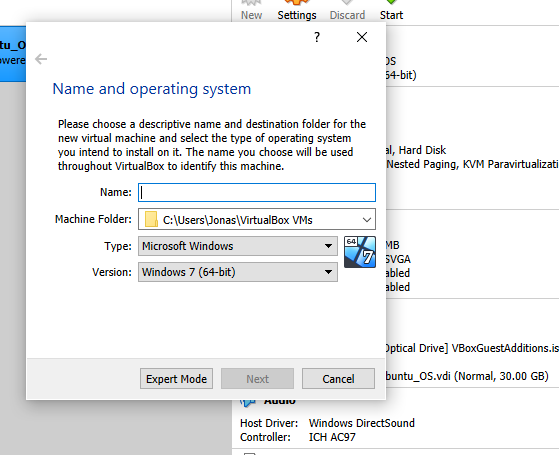 New Settings Discard Start
tu_O
owere
OS
64-bit)
?
Name and operating system
Please choose a descriptive name and destination folder for the
new virtual machine and select the type of operating system
you intend to install on it. The name you choose will be used
throughout VirtualBox to identify this machine.
al, Hard Disk
Nested Paging, KVM Paravirtualizati
Name:
Machine Folder: C:\Users\Jonas\VirtualBox VMs
Type: Microsoft Windows
64
7
Version: Windows 7 (64-bit)
MB
SVGA
abled
abled
Optical Drive] VBoxGuestAdditions.is
buntu_OS.vdi (Normal, 30.00 GB)
Expert Mode Next Cancel
Audio
Host Driver: Windows DirectSound
Controller: ICH AC97